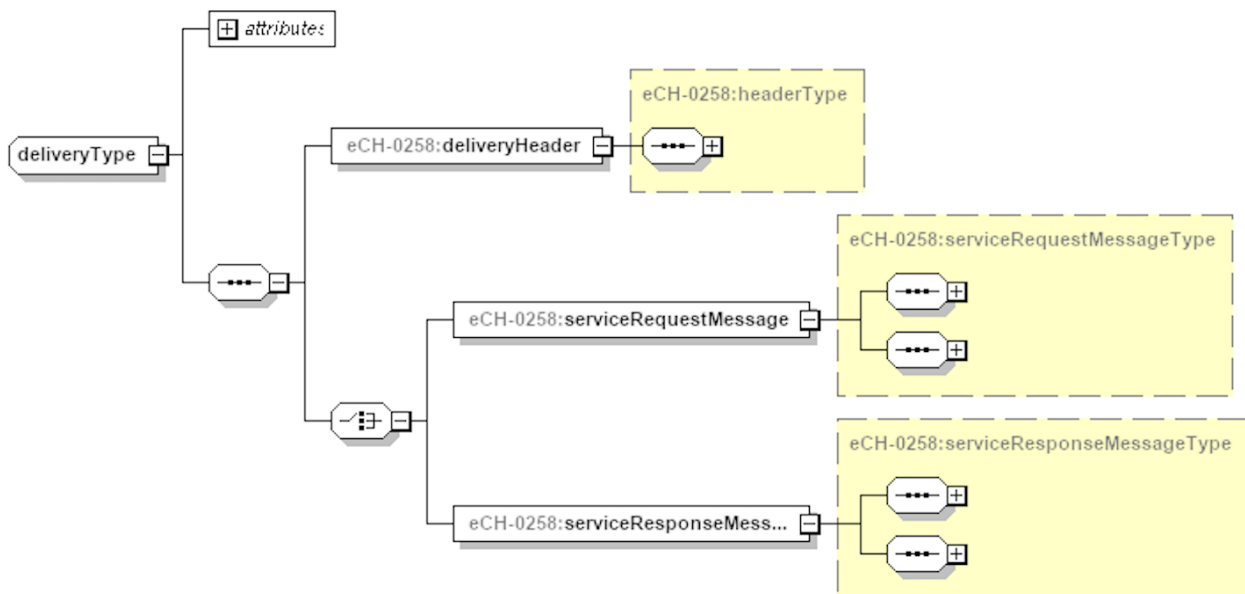 attributes
eCH-0258:headerType
deliveryType
eCH-0258:deliveryHeader
eCH-0258:serviceRequestMessageType
eCH-0258:serviceRequestMessage
eCH-0258:serviceResponseMessageType
eCH-0258:serviceResponseMess...